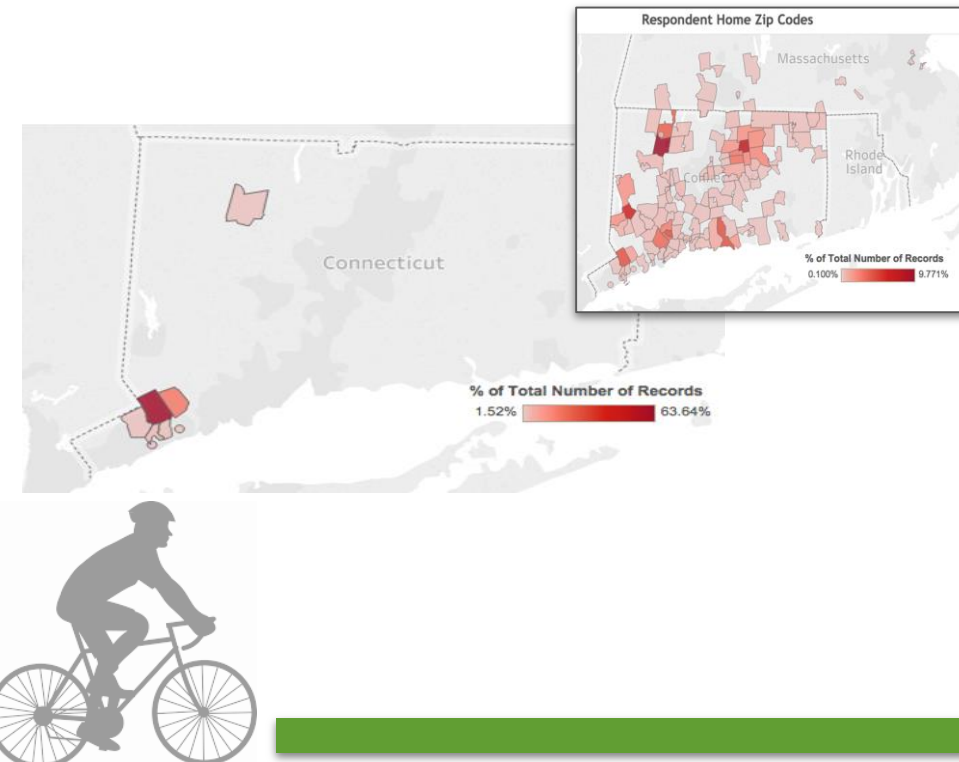 Respondent Home Zip Codes
Massachusetts
Rhode
Island
% of Total Number of Records
0.100% 9.771%
Connecticut
% of Total Number of Records
1.52% 63.64%